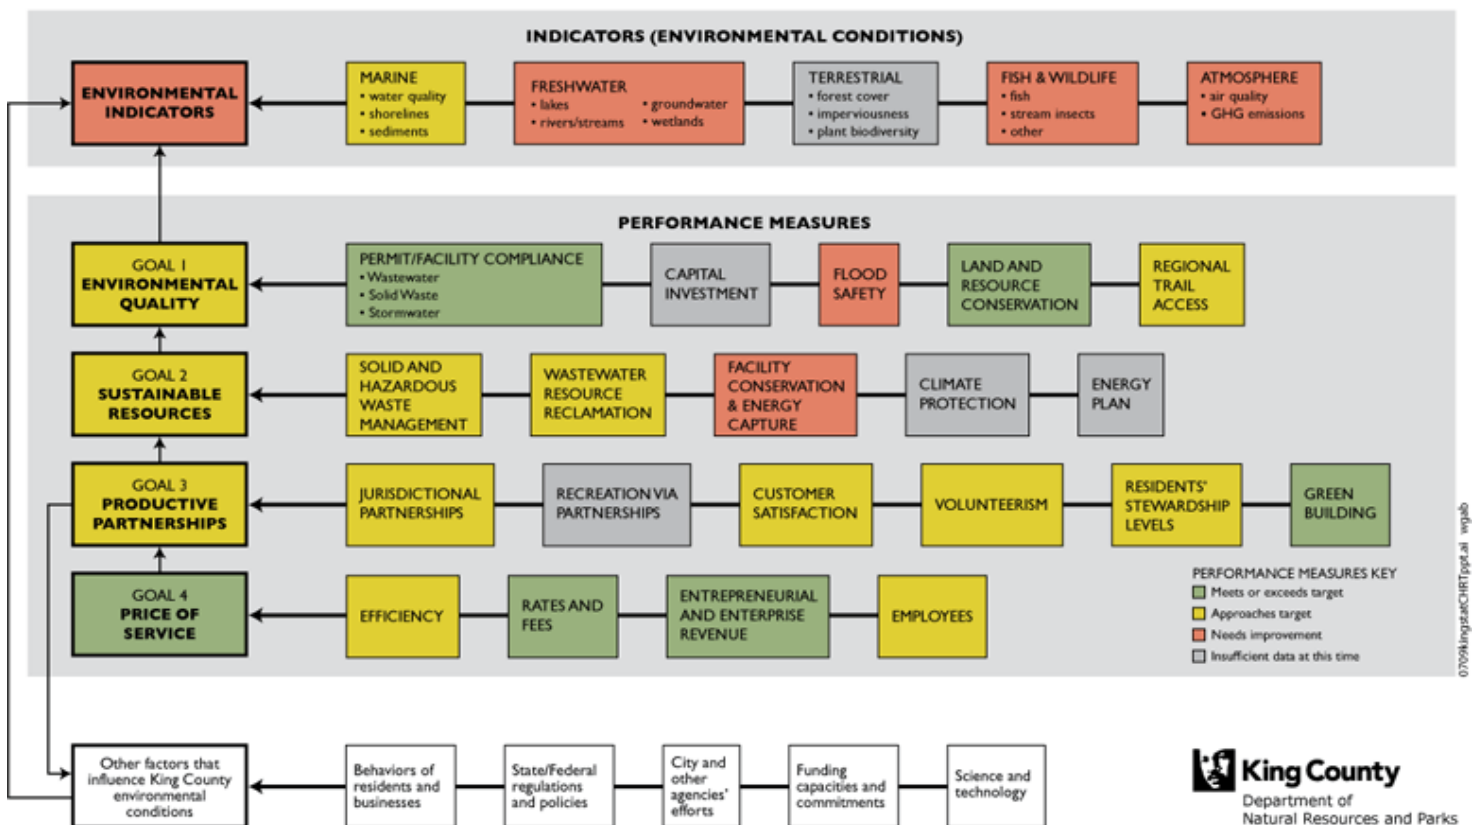 INDICATORS (ENVIRONMENTAL CONDITIONS)
ENVIRONMENTAL
INDICATORS
MARINE
• water quality
• shorelines
• sediments
FRESHWATER
• lakes
• rivers/streams
• groundwater
• wetlands
TERRESTRIAL
• forest cover
• imperviousness
• plant biodiversity
FISH & WILDLIFE
• fish
• stream insects
• other
ATMOSPHERE
• air quality
• GHG emissions
PERFORMANCE MEASURES
GOAL 1
ENVIRONMENTAL
QUALITY
PERMIT/FACILITY COMPLIANCE
• Wastewater
• Solid Waste
• Stormwater
CAPITAL
INVESTMENT
FLOOD
SAFETY
LAND AND
RESOURCE
CONSERVATION
REGIONAL
TRAIL
ACCESS
GOAL 2
SUSTAINABLE
RESOURCES
SOLID AND
HAZARDOUS
WASTE
MANAGEMENT
WASTEWATER
RESOURCE
RECLAMATION
FACILITY
CONSERVATION
& ENERGY
CAPTURE
CLIMATE
PROTECTION
ENERGY
PLAN
GOAL 3
PRODUCTIVE
PARTNERSHIPS
JURISDICTIONAL
PARTNERSHIPS
RECREATION VIA
PARTNERSHIPS
CUSTOMER
SATISFACTION
VOLUNTEERISM
RESIDENTS'
STEWARDSHIP
LEVELS
GREEN
BUILDING
GOAL 4
PRICE OF
SERVICE
EFFICIENCY
RATES AND
FEES
ENTREPRENEURIAL
AND ENTERPRISE
REVENUE
EMPLOYEES
PERFORMANCE MEASURES KEY
Meets or exceeds target
Approaches target
Needs improvement
Insufficient data at this time
0709kingstatCHRTppt.ai wgab
Other factors that
influence King County
environmental
conditions
Behaviors of
residents and
businesses
State/Federal
regulations
and policies
City and
other
agencies'
efforts
Funding
capacities and
commitments
Science and
technology
King County
Department of
Natural Resources and Parks